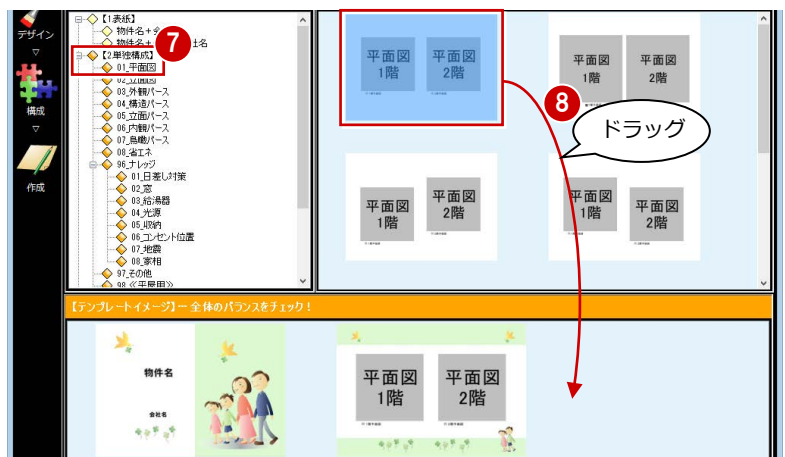 デザイン
▽
構成
▽
作成
【1表紙】
物件名+
物件名+
社名
7
【2単独構成】
01_平面図
02_立面図
03_外観パース
04_構造パース
05_立面パース
06_内観パース
07_鳥瞰パース
08_省エネ
96_ナレッジ
01_日差し対策
02_窓
03_給湯器
04_光源
05_収納
06_コンセント位置
07_地震
08_家相
97_その他
98_≪平屋用≫
平面図
1階
平面図
2階
平面図
1階
平面図
2階
8
ドラッグ
平面図
1階
平面図
2階
平面図
1階
平面図
2階
【テンプレートイメージ】ー 全体のバランスをチェック!
物件名
会社名
平面図
1階
平面図
2階